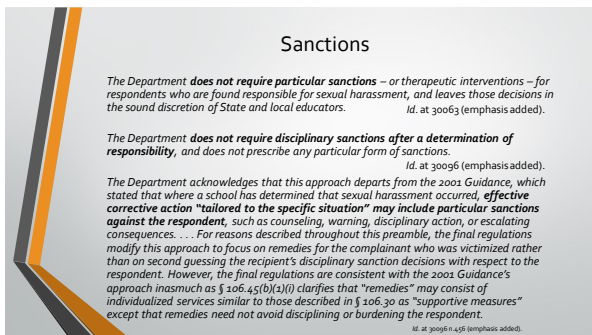 Sanctions
The Department does not require particular sanctions – or therapeutic interventions – for
respondents who are found responsible for sexual harassment, and leaves those decisions in
the sound discretion of State and local educators. Id. at 30063 (emphasis added).
The Department does not require disciplinary sanctions after a determination of
responsibility, and does not prescribe any particular form of sanctions.
Id. at 30096 (emphasis added).
The Department acknowledges that this approach departs from the 2001 Guidance, which
stated that where a school has determined that sexual harassment occurred, effective
corrective action “tailored to the specific situation” may include particular sanctions
against the respondent, such as counseling, warning, disciplinary action, or escalating
consequences. . . . For reasons described throughout this preamble, the final regulations
modify this approach to focus on remedies for the complainant who was victimized rather
than on second guessing the recipient’s disciplinary sanction decisions with respect to the
respondent. However, the final regulations are consistent with the 2001 Guidance’s
approach inasmuch as § 106.45(b)(1)(i) clarifies that “remedies” may consist of
individualized services similar to those described in § 106.30 as “supportive measures”
except that remedies need not avoid disciplining or burdening the respondent.
Id. at 30096 n.456 (emphasis added).